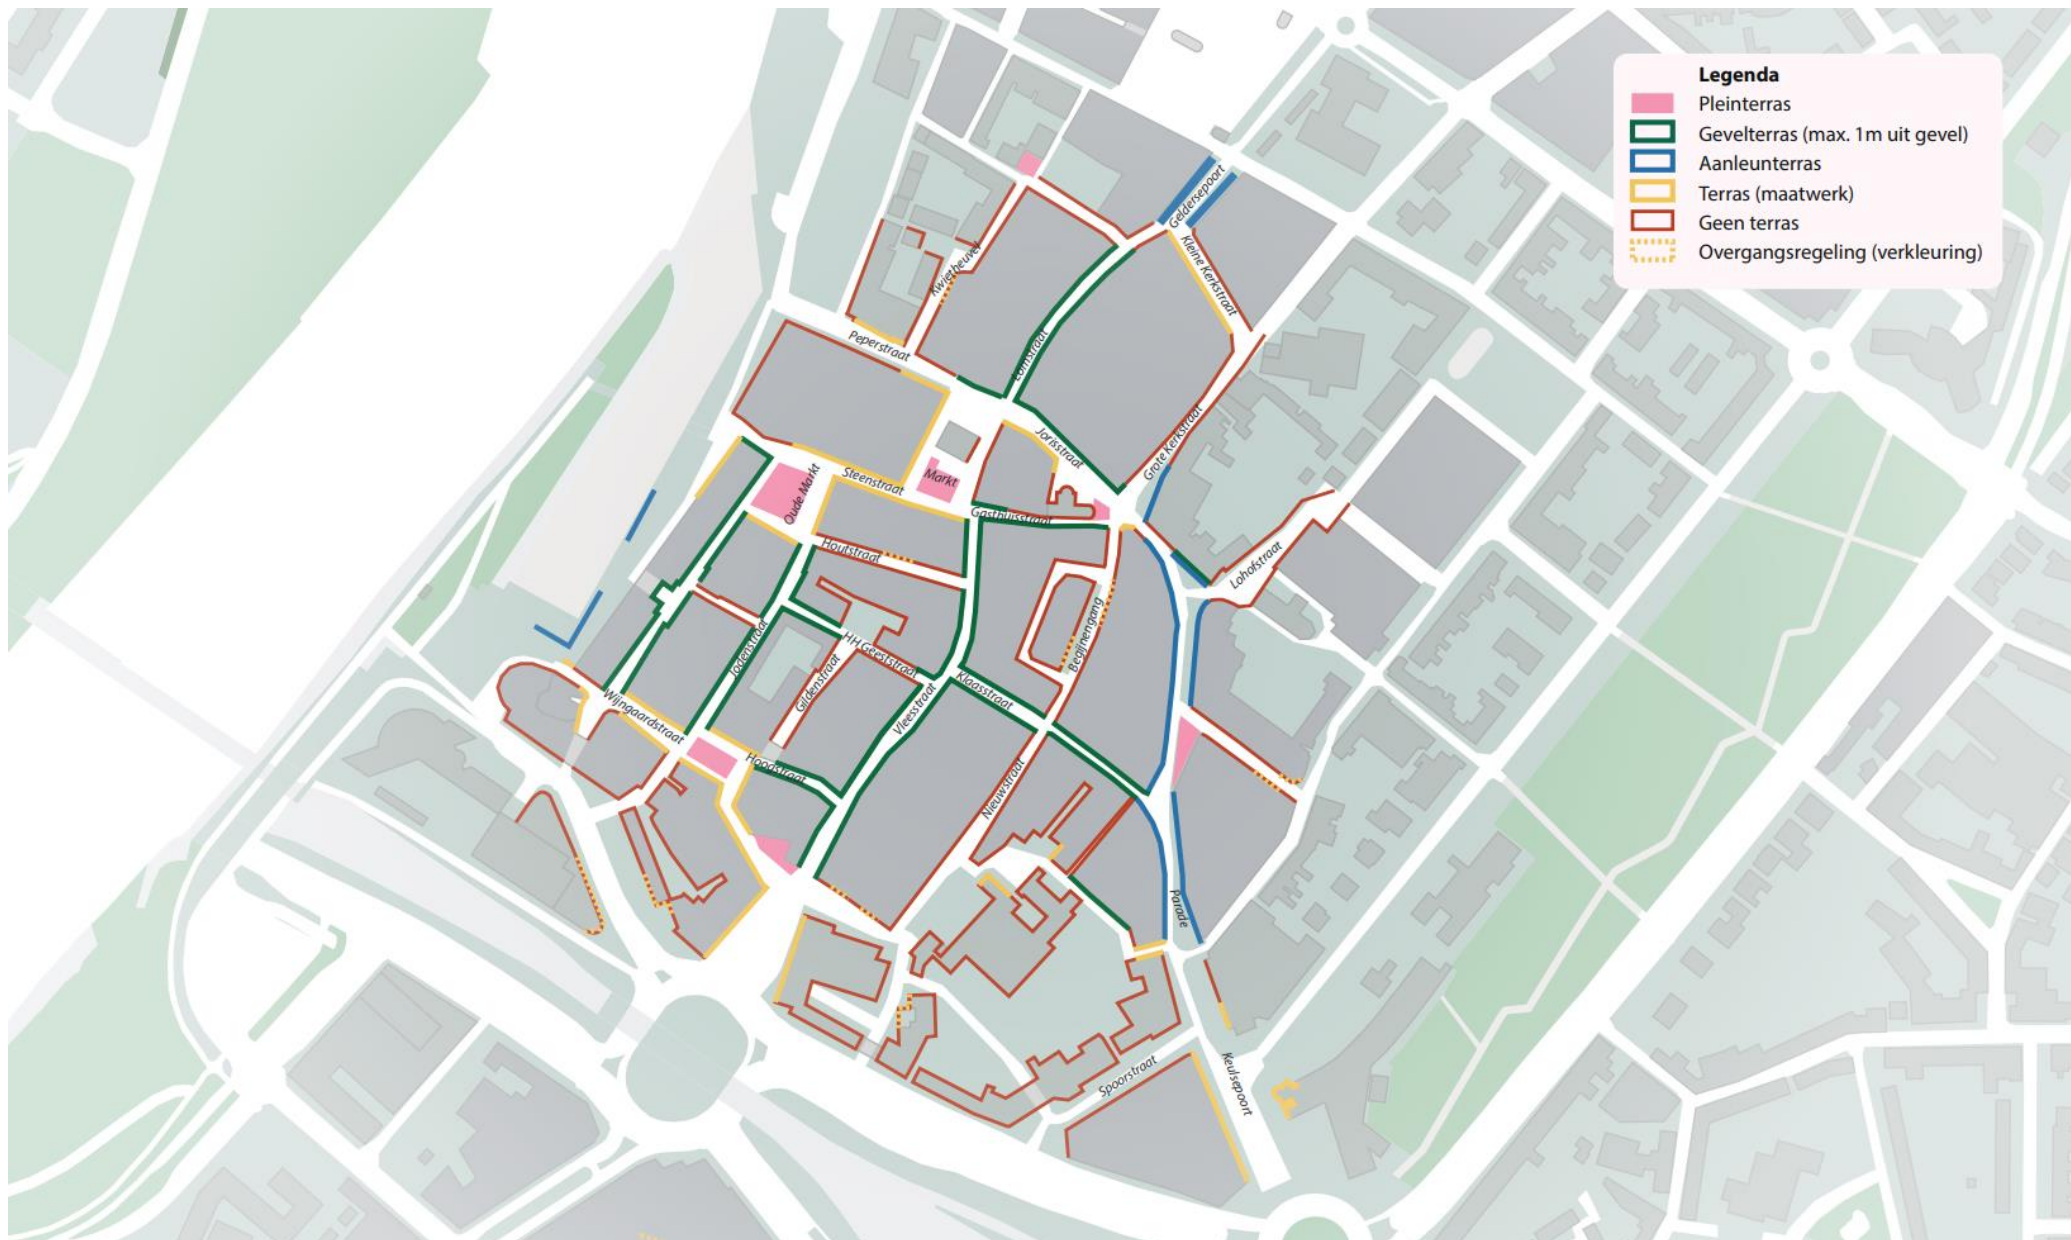 Legenda
Pleinterras
Gevelterras (max. 1m uit gevel)
Aanleunterras
Terras (maatwerk)
Geen terras
Overgangsregeling (verkleuring)
Geldersepoort
Kleine Kerkstraat
Kwietheuvel
Peperstraat
Lomstraat
Jorisstraat
Grote Kerkstraat
Oude Markt
Steenstraat
Markt
Gasthuisstraat
Houtstraat
Lohofstraat
Begijnengang
Jodenstraat
HH Geeststraat
Gildenstraat
Klaasstraat
Vleesstraat
Wijngaardstraat
Hoogstraat
Nieuwstraat
Parade
Spoorstraat
Keulsepoort